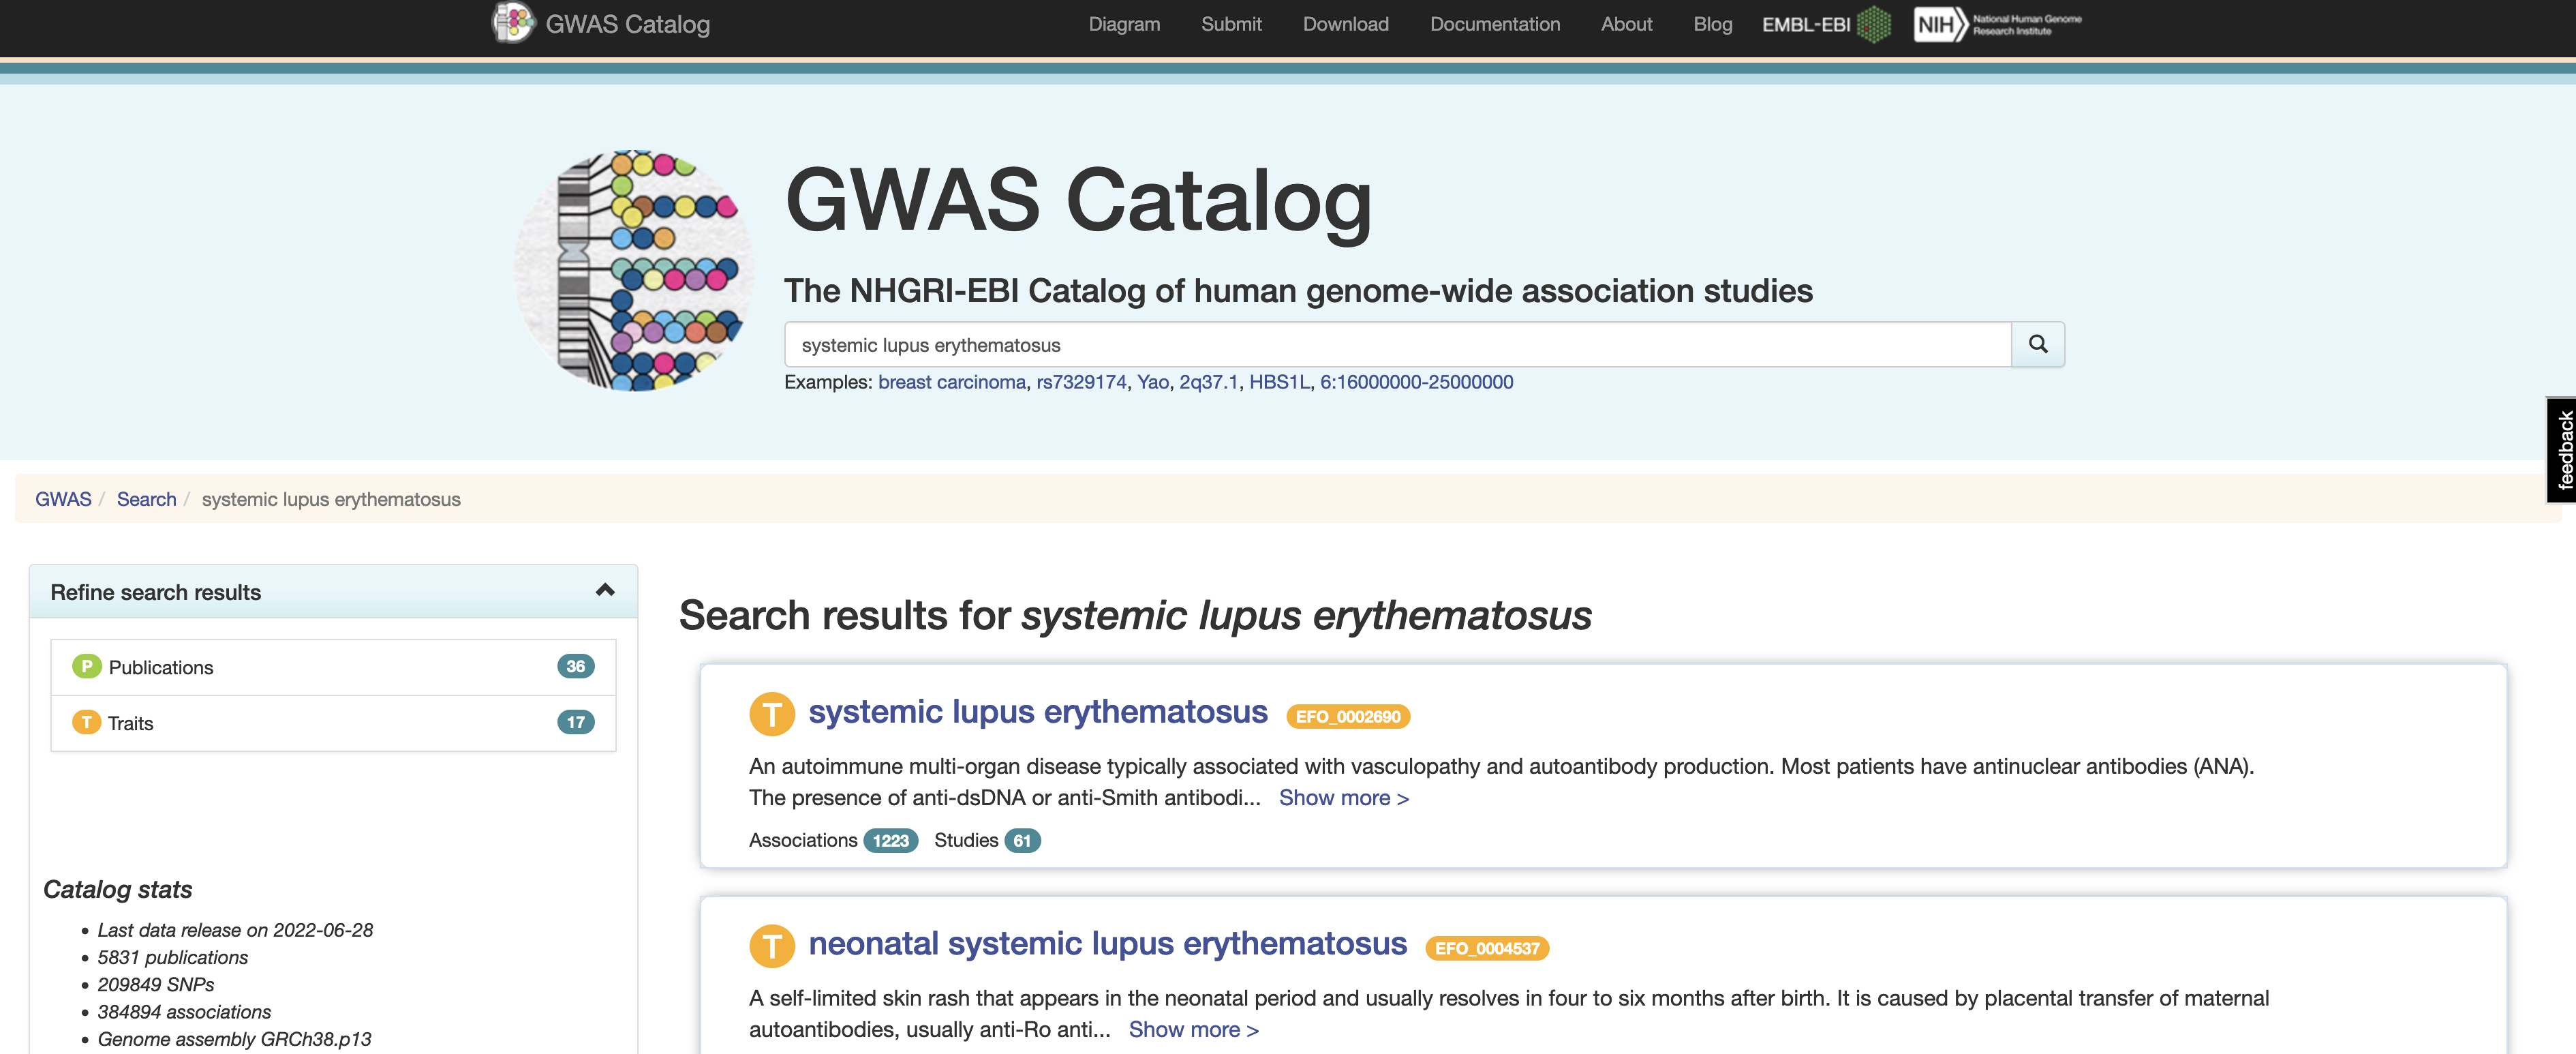 GWAS Catalog
Diagram Submit Download Documentation About Blog EMBL-EBI NIH National Human Genome
Research Institute
GWAS Catalog
The NHGRI-EBI Catalog of human genome-wide association studies
systemic lupus erythematosus
Examples: breast carcinoma, rs7329174, Yao, 2q37.1, HBS1L, 6:16000000-25000000
feedback
GWAS / Search / systemic lupus erythematosus
Refine search results
P Publications 36
T Traits 17
Catalog stats
• Last data release on 2022-06-28
• 5831 publications
• 209849 SNPs
• 384894 associations
• Genome assembly GRCh38.p13
Search results for systemic lupus erythematosus
T systemic lupus erythematosus EFO_0002690
An autoimmune multi-organ disease typically associated with vasculopathy and autoantibody production. Most patients have antinuclear antibodies (ANA).
The presence of anti-dsDNA or anti-Smith antibodi... Show more >
Associations 1223 Studies 61
T neonatal systemic lupus erythematosus EFO_0004537
A self-limited skin rash that appears in the neonatal period and usually resolves in four to six months after birth. It is caused by placental transfer of maternal
autoantibodies, usually anti-Ro anti... Show more >